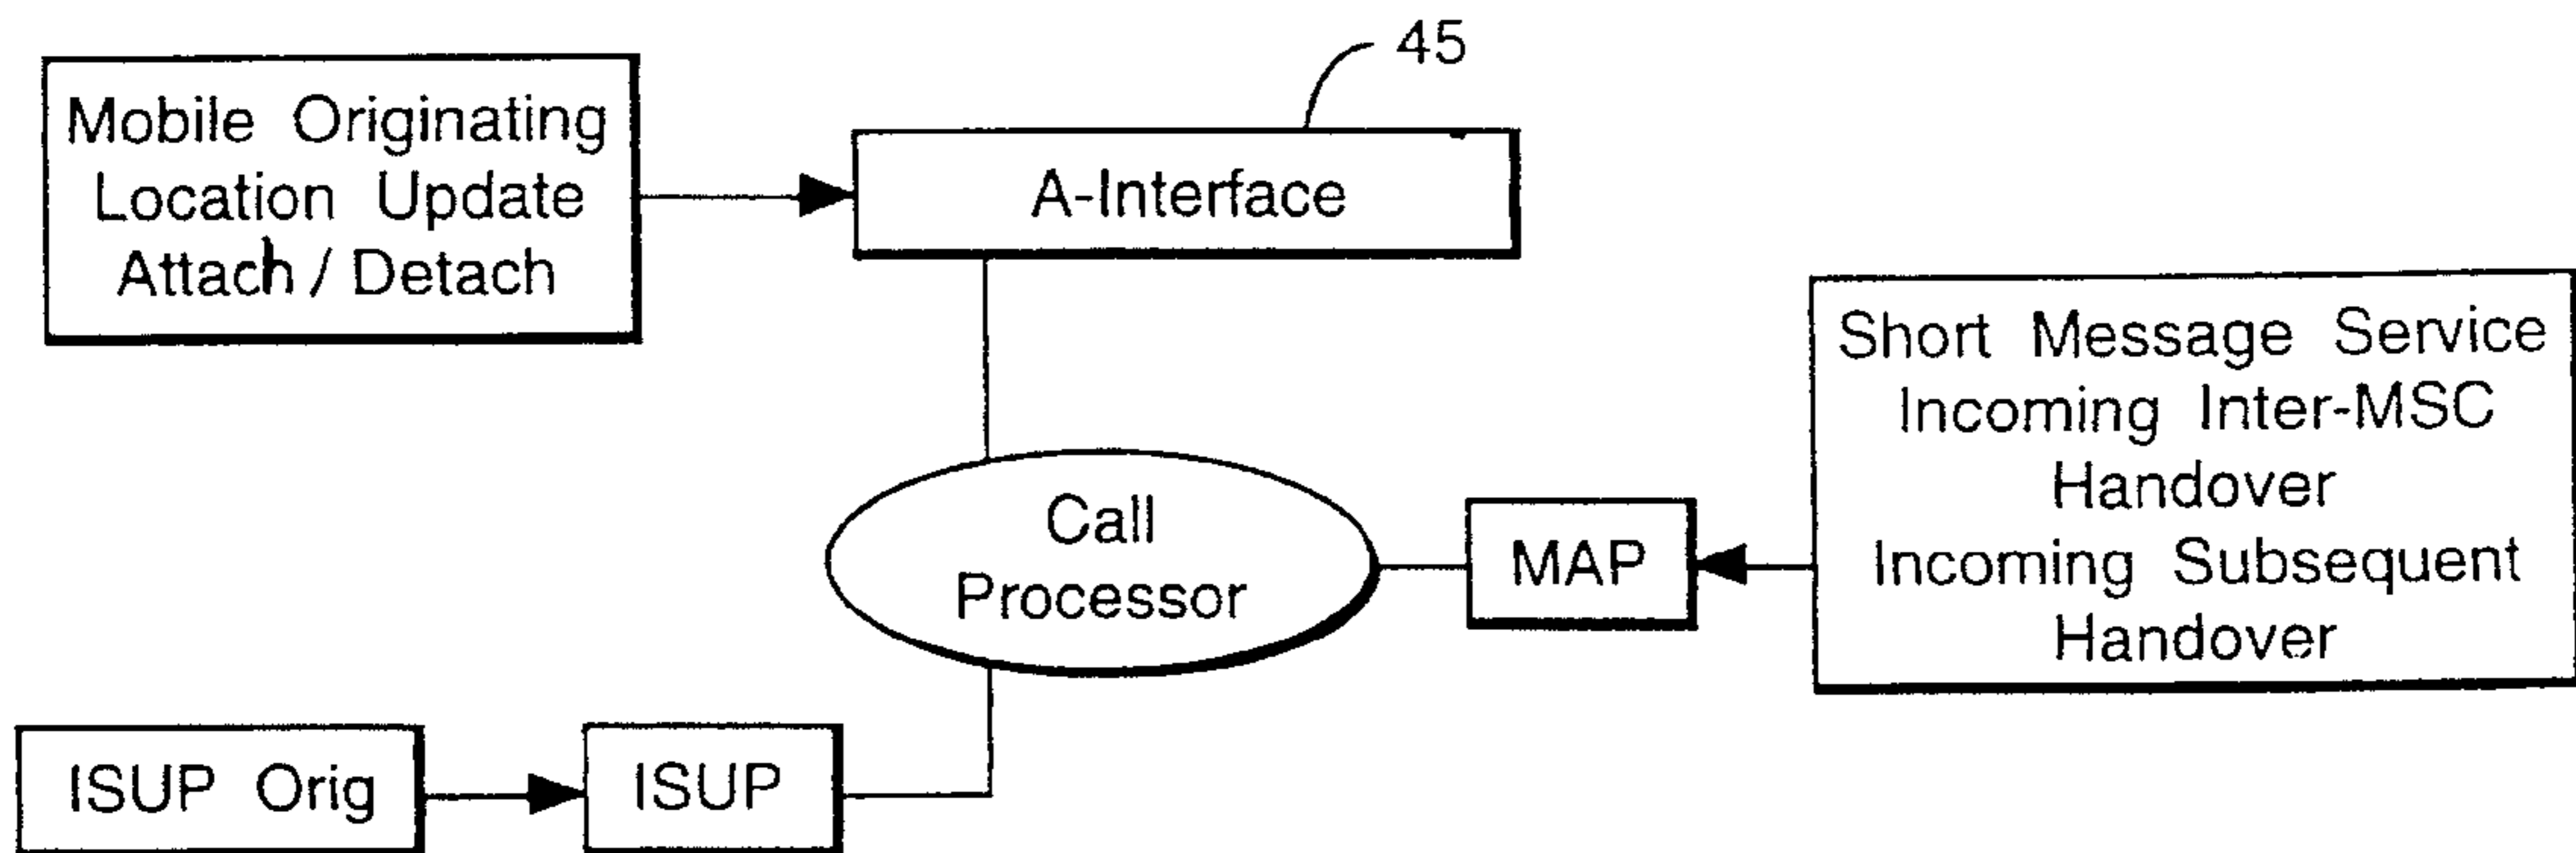 45
Mobile Originating
Location Update
Attach / Detach
A-Interface
Short Message Service
Incoming Inter-MSC
Handover
Incoming Subsequent
Handover
Call
Processor
MAP
ISUP Orig
ISUP